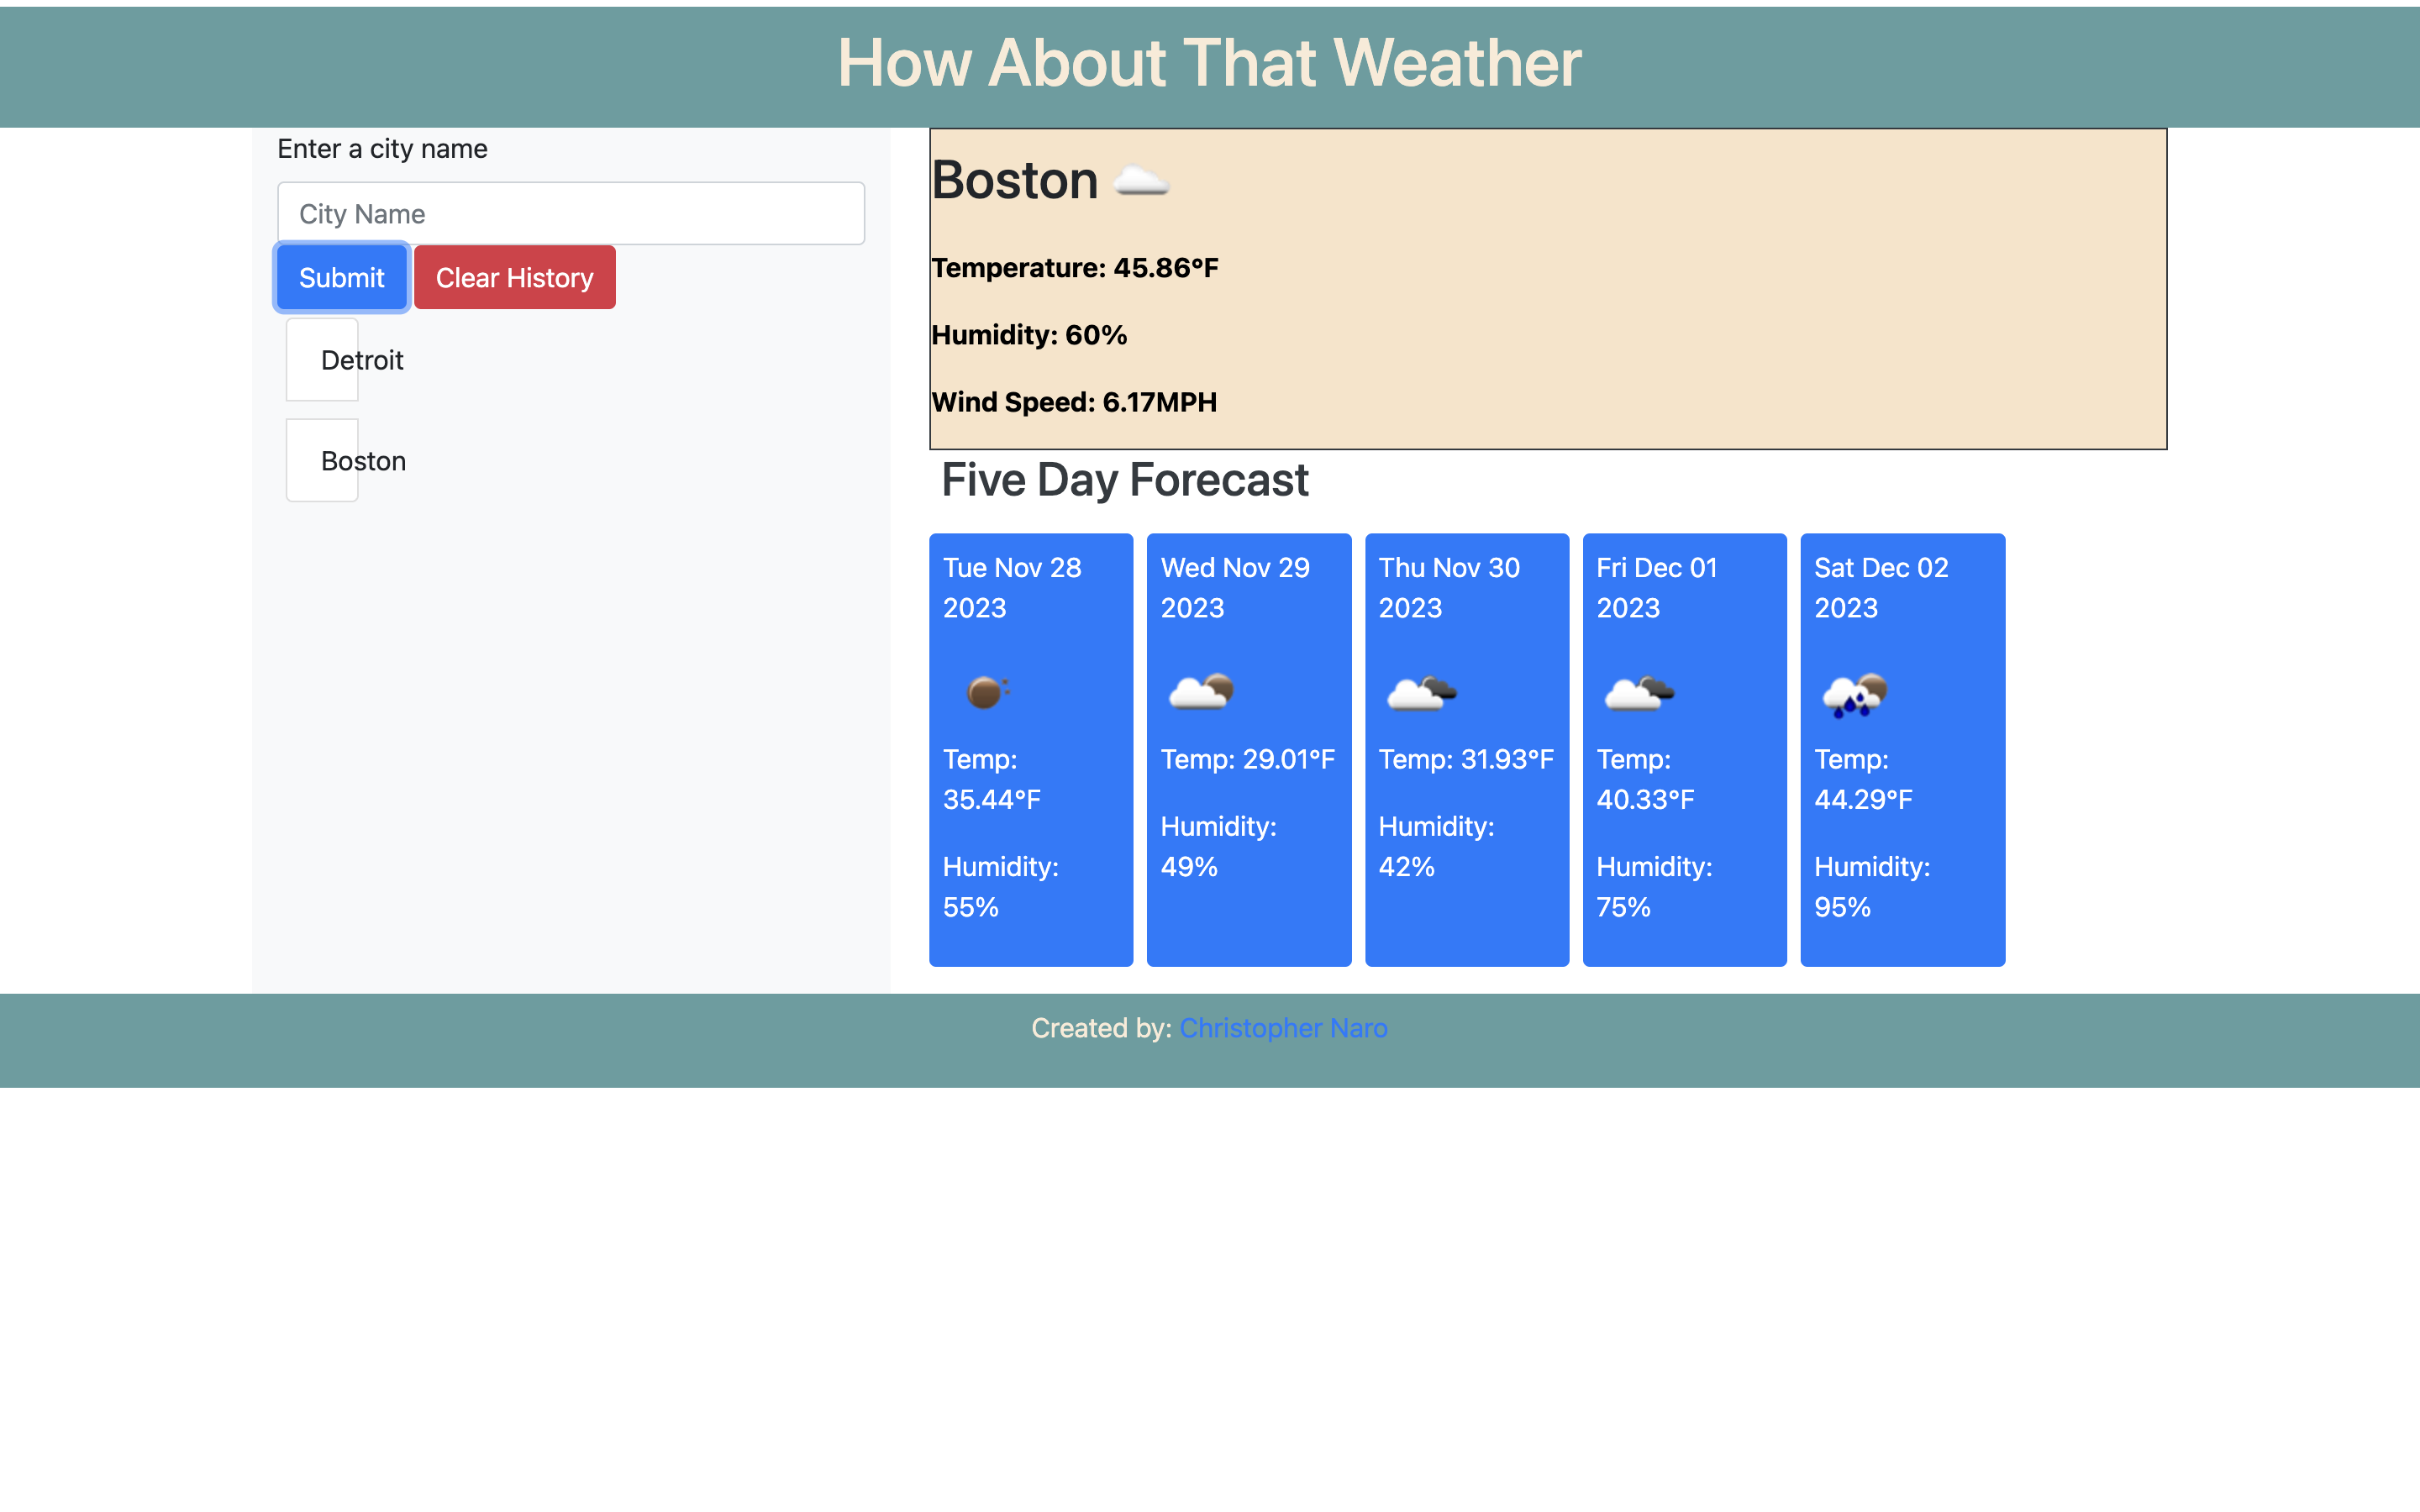 How About That Weather
Enter a city name
City Name
Submit
Clear History
Detroit
Boston
Boston
Temperature: 45.86°F
Humidity: 60%
Wind Speed: 6.17MPH
Five Day Forecast
Tue Nov 28
2023
Temp:
35.44°F
Humidity:
55%
Wed Nov 29
2023
Temp: 29.01°F
Humidity:
49%
Thu Nov 30
2023
Temp: 31.93°F
Humidity:
42%
Fri Dec 01
2023
Temp:
40.33°F
Humidity:
75%
Sat Dec 02
2023
Temp:
44.29°F
Humidity:
95%
Created by: Christopher Naro